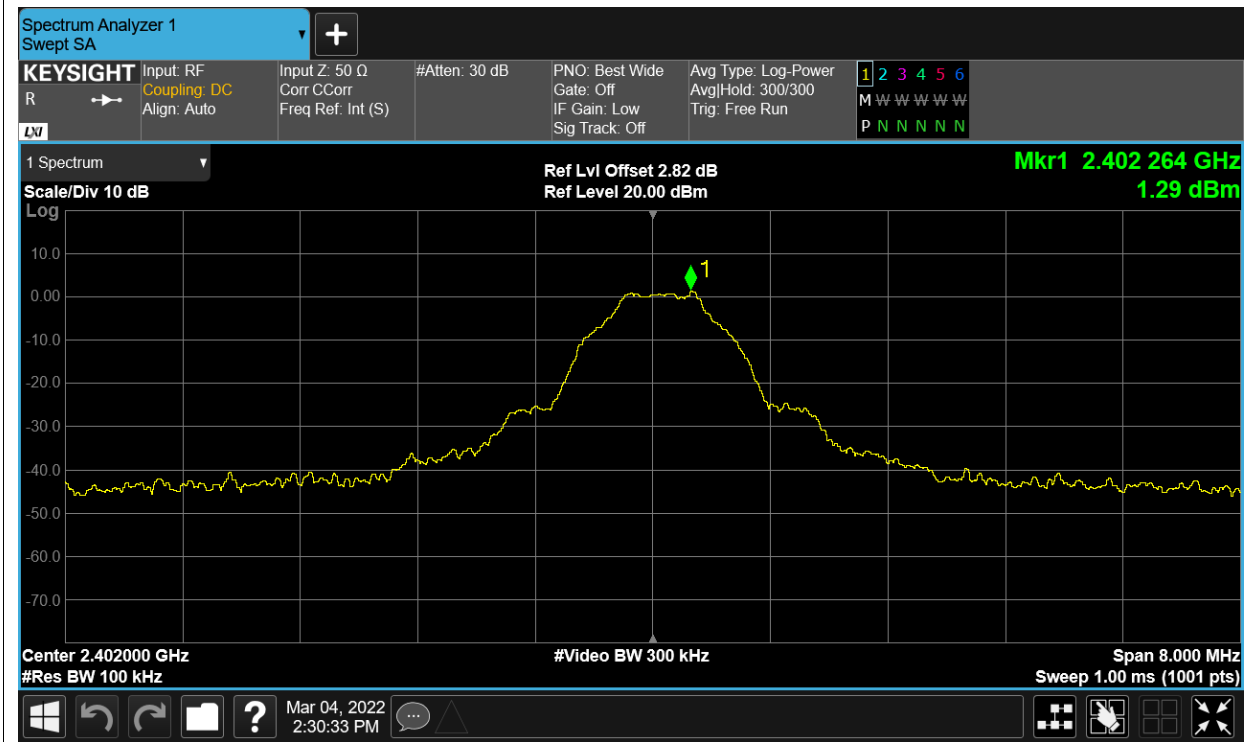 Spectrum Analyzer 1
Swept SA
+
KEYSIGHT
R
LXI
Input: RF
Coupling: DC
Align: Auto
Input Z: 50 Ω
Corr CCorr
Freq Ref: Int (S)
#Atten: 30 dB
PNO: Best Wide
Gate: Off
IF Gain: Low
Sig Track: Off
Avg Type: Log-Power
Avg|Hold: 300/300
Trig: Free Run
1 2 3 4 5 6
M W W W W W
P N N N N N
1 Spectrum
Scale/Div 10 dB
Log
Ref Lvl Offset 2.82 dB
Ref Level 20.00 dBm
Mkr1 2.402 264 GHz
1.29 dBm
10.0
0.00
-10.0
-20.0
-30.0
-40.0
-50.0
-60.0
-70.0
1
Center 2.402000 GHz
#Res BW 100 kHz
#Video BW 300 kHz
Span 8.000 MHz
Sweep 1.00 ms (1001 pts)
?
Mar 04, 2022
2:30:33 PM